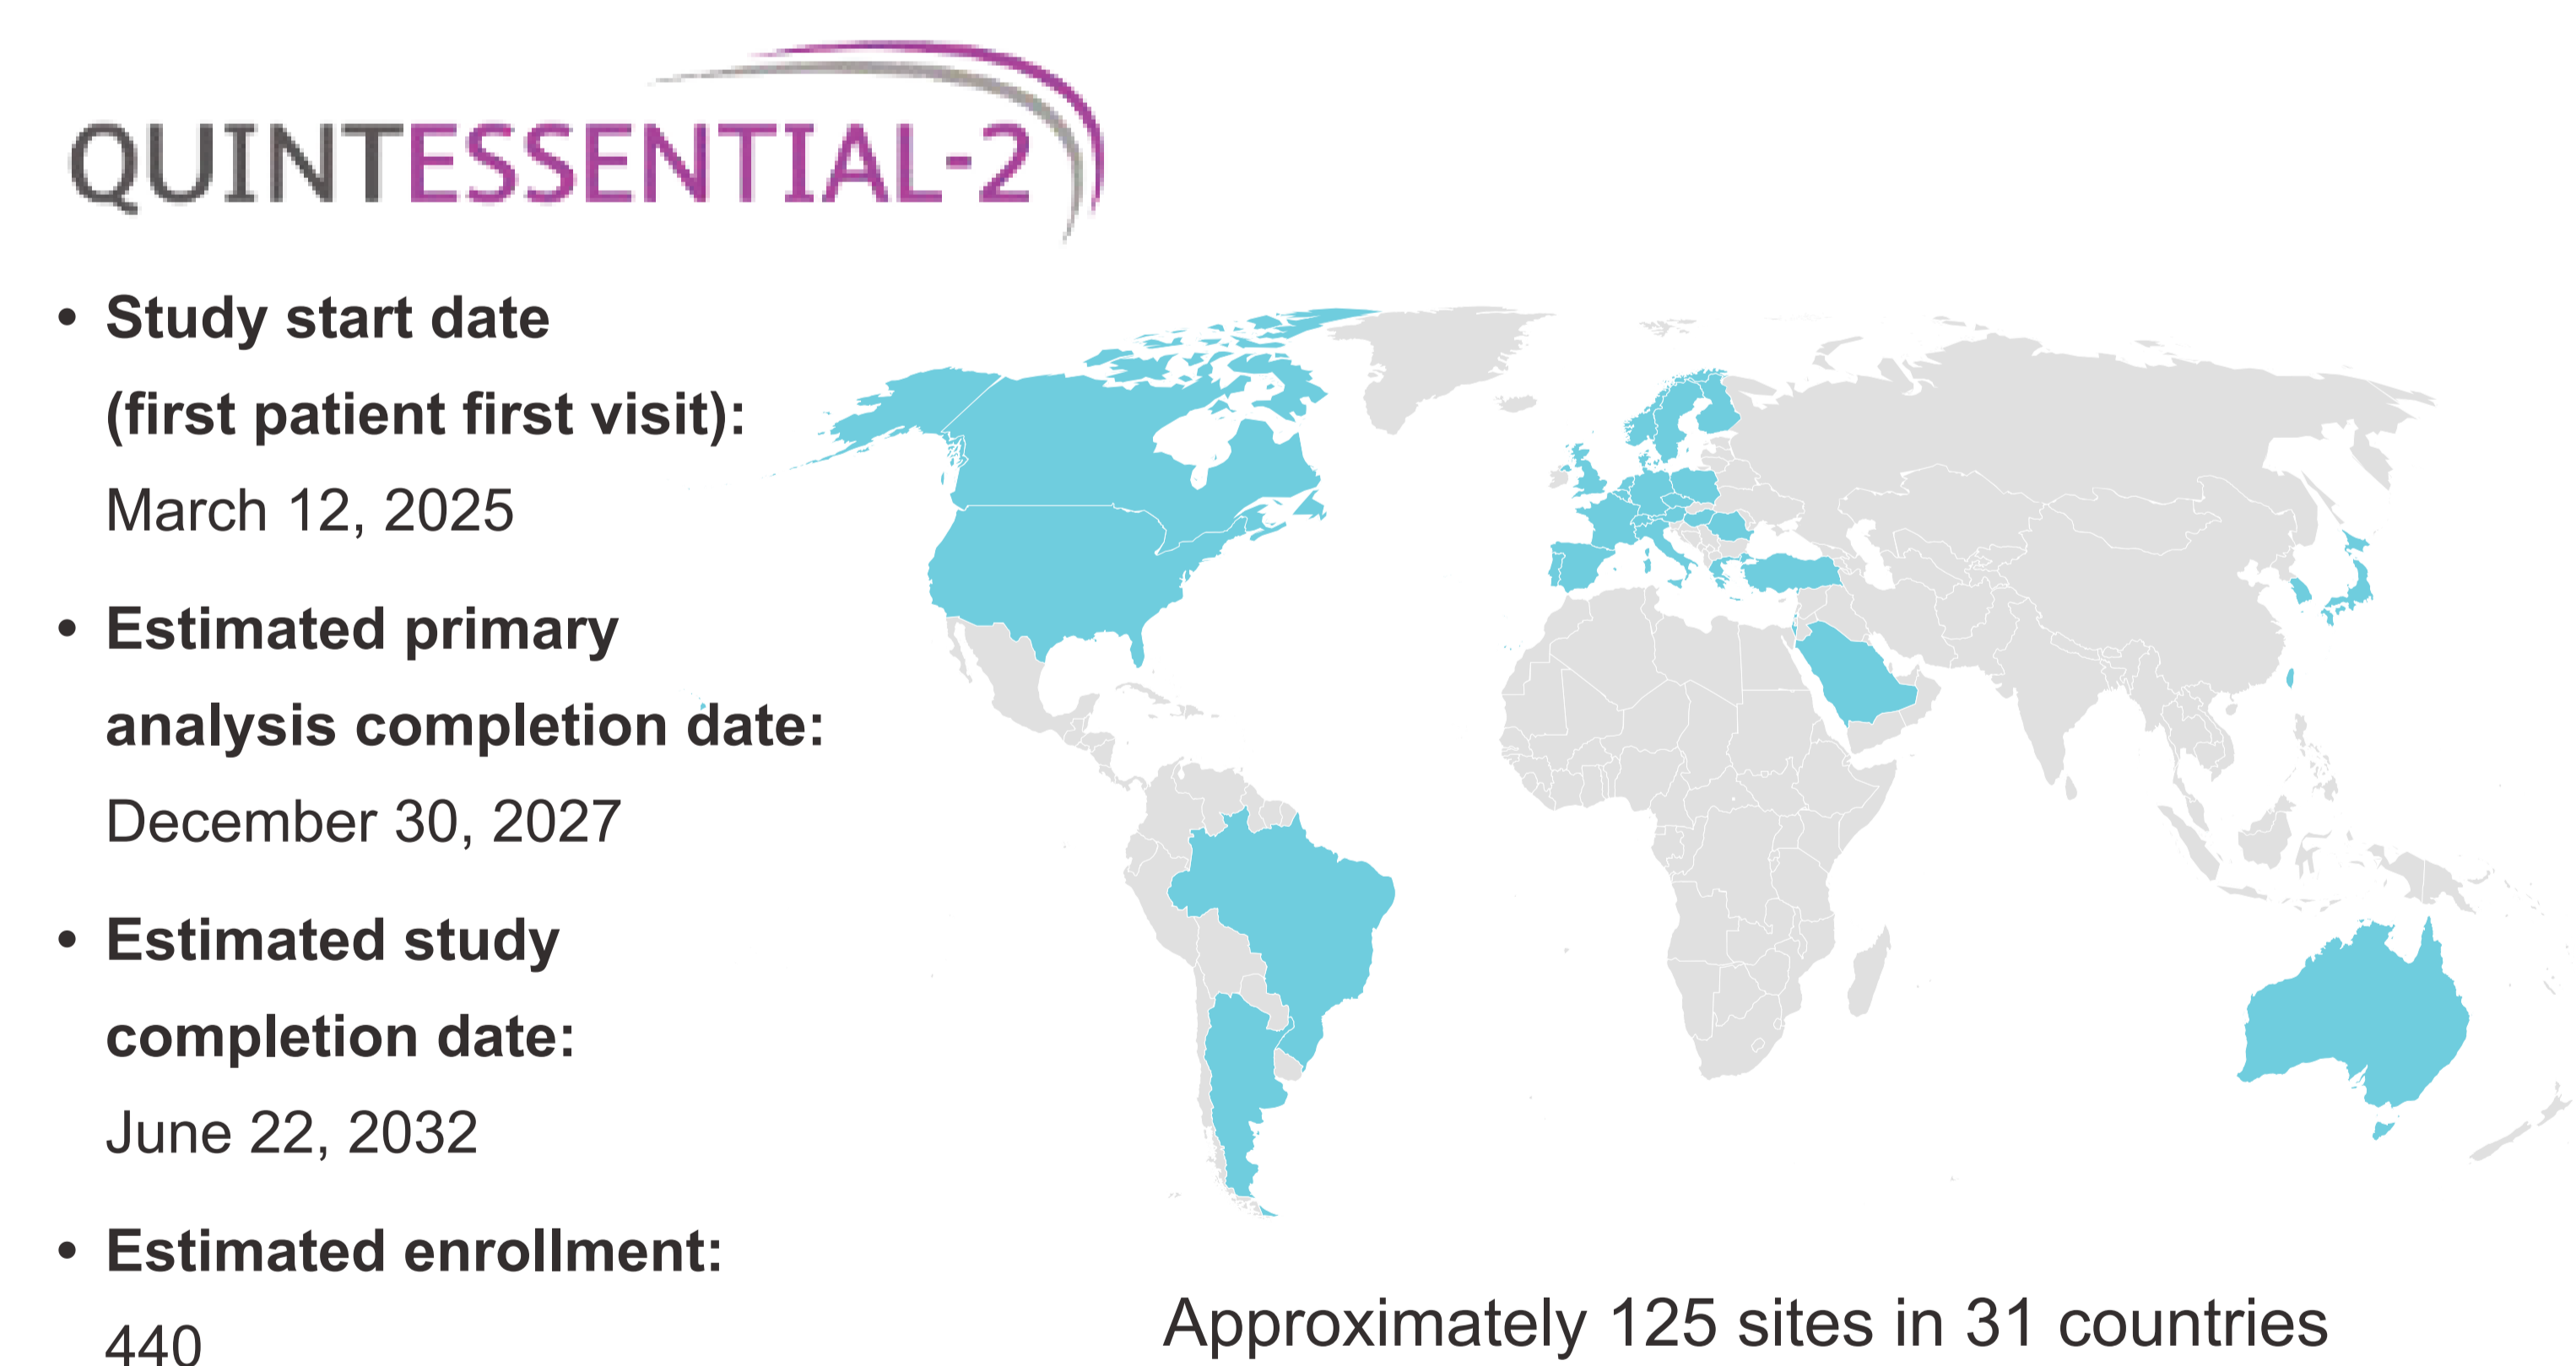 QUINTESSENTIAL-2
• Study start date
(first patient first visit):
March 12, 2025
• Estimated primary
analysis completion date:
December 30, 2027
• Estimated study
completion date:
June 22, 2032
• Estimated enrollment:
440
Approximately 125 sites in 31 countries